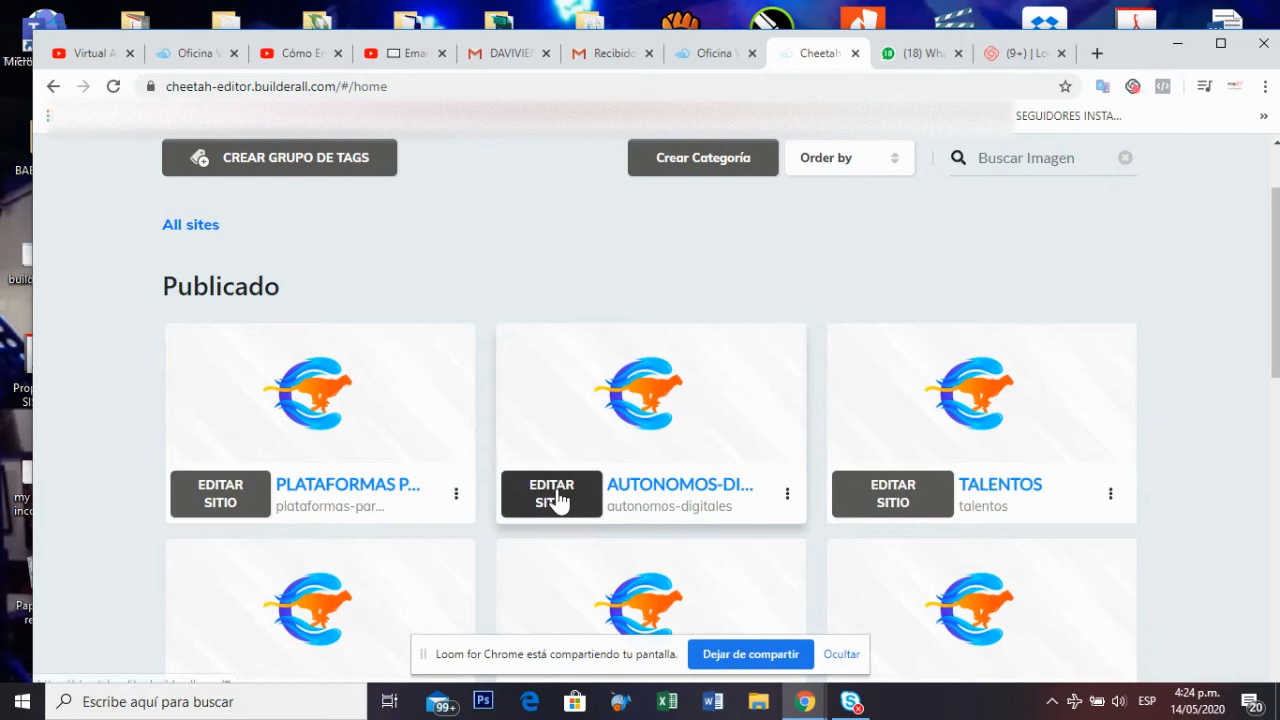 Virtual A
Oficina V
Cómo E
Emai
DAVIVIE
Recibido
Oficina V
Cheetah
(18) Wha
(9+) | Lo
cheetah-editor.builderall.com/#/home
SEGUIDORES INSTA...
»
CREAR GRUPO DE TAGS
Crear Categoría
Order by
Buscar Imagen
All sites
Publicado
EDITAR
SITIO
PLATAFORMAS P...
plataformas-par...
EDITAR
AUTONOMOS-DI...
autonomos-digitales
EDITAR
SITIO
TALENTOS
talentos
Loom for Chrome está compartiendo tu pantalla.
Dejar de compartir
Ocultar
Escribe aquí para buscar
99+
ESP
4:24 p.m.
14/05/2020
20